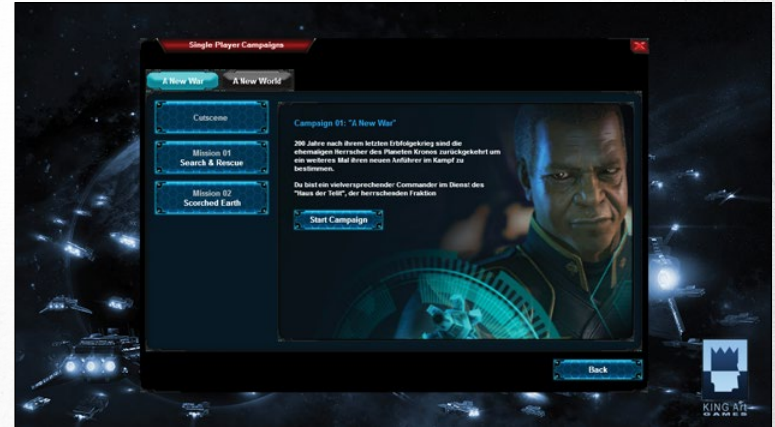 Single Player Campaigns
A New War
A New World
Cutscene
Mission 01
Search & Rescue
Mission 02
Scorched Earth
Campaign 01: "A New War"
200 Jahre nach ihrem letzten Erbfolgekrieg sind die
ehemaligen Herrscher des Planeten Kronos zurückgekehrt um
ein weiteres Mal ihren neuen Anführer im Kampf zu
bestimmen.
Du bist ein vielversprechender Commander im Dienst des
"Haus der Telit", der herrschenden Fraktion
Start Campaign
Back
KING Art
GAMES